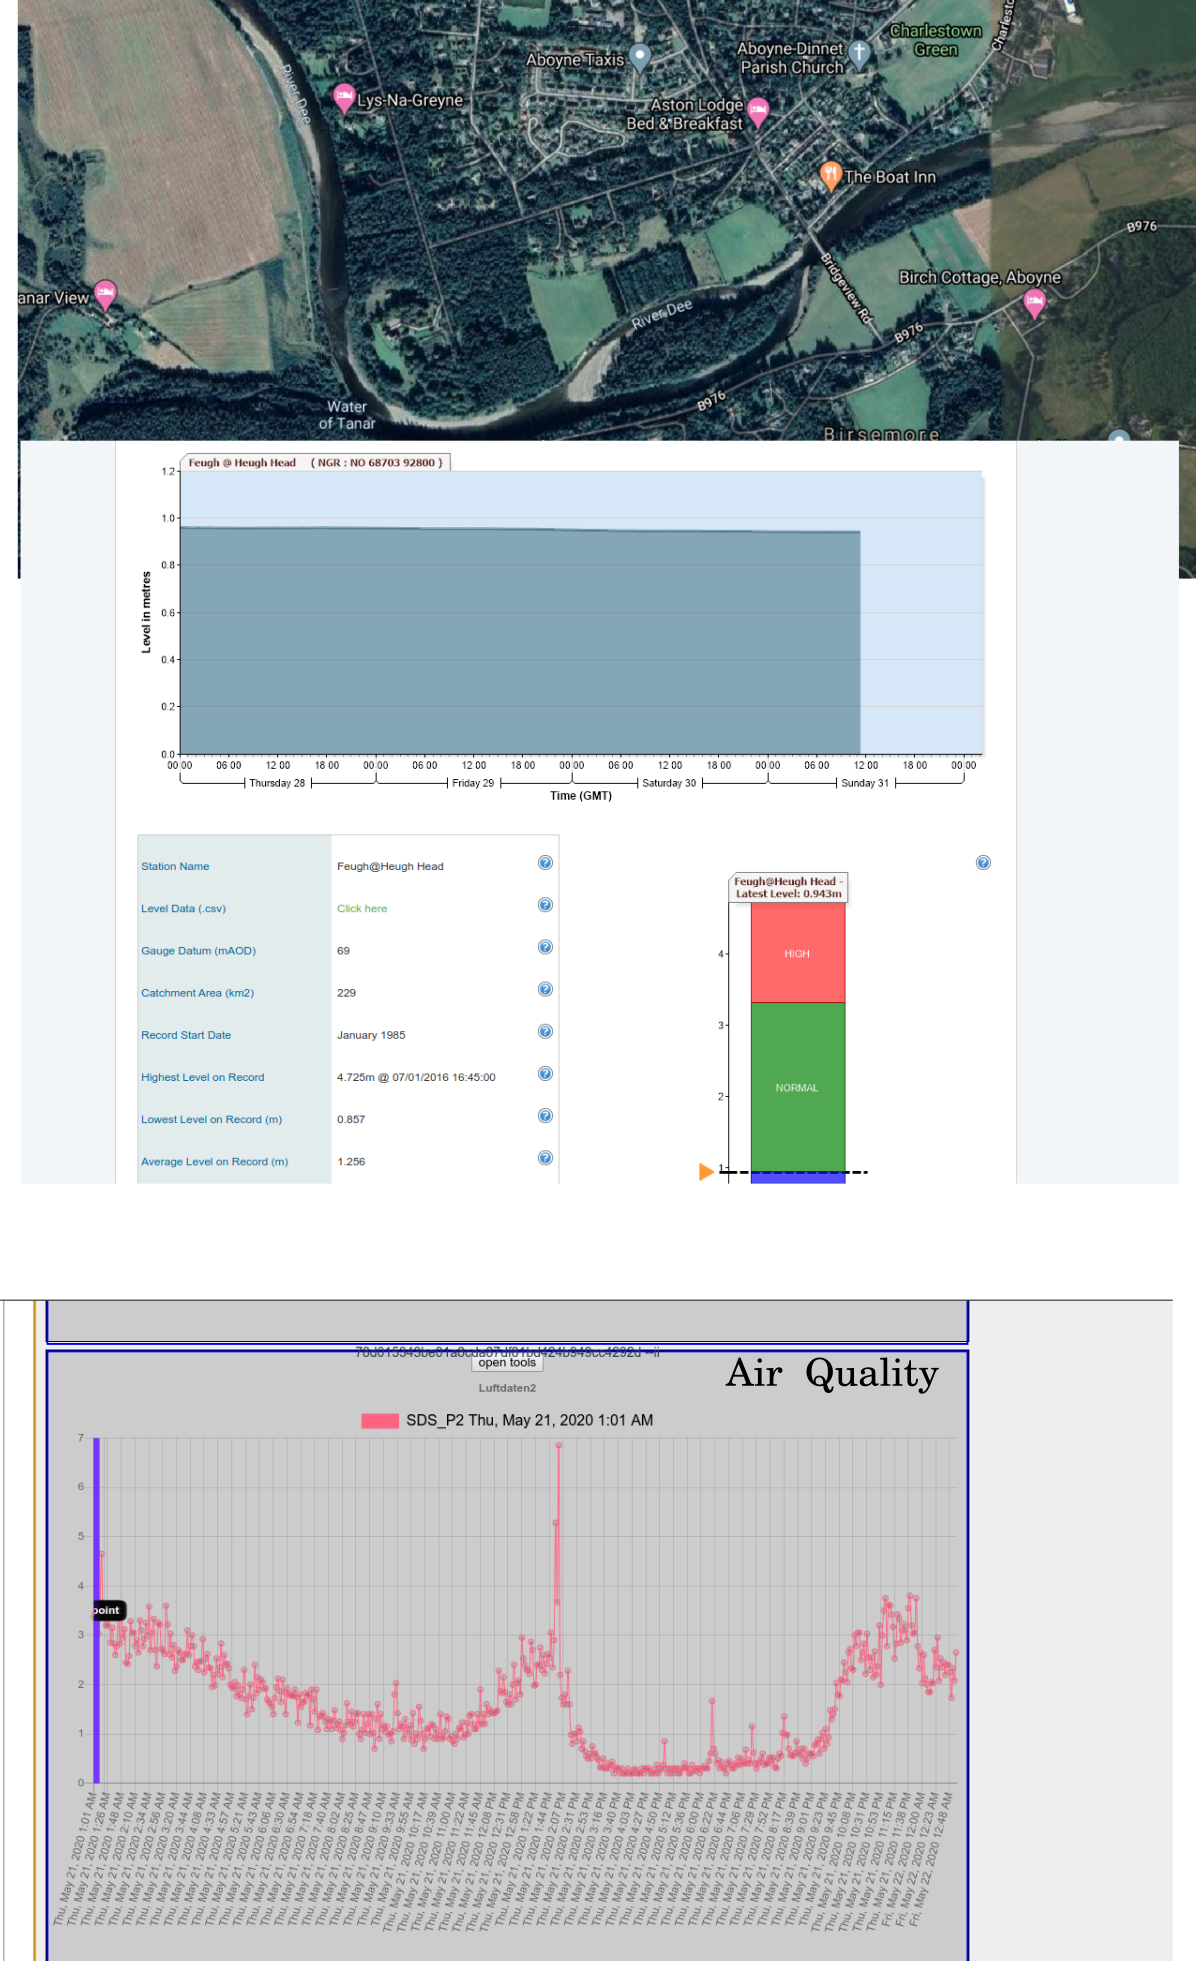 Charlestown
Green
Aboyne-Dinnet
Parish Church
Aboyne Taxis
Lys-Na-Greyne
River Dee
Aston Lodge
Bed & Breakfast
The Boat Inn
B976
Bridgeview Rd
Birch Cottage, Aboyne
anar View
River Dee
B976
B976
Water
of Tanar
Birsemore
Feugh @ Heugh Head ( NGR : NO 68703 92800 )
1.2
1.0
0.8
0.6
0.4
0.2
0.0
Level in metres
00:00 06 00 12 00 18 00 00:00 06 00 12 00 18 00 00:00 06 00 12 00 18 00 00:00 06 00 12 00 18 00 00:00
Thursday 28 Friday 29 Saturday 30 Sunday 31
Time (GMT)
Station Name Feugh@Heugh Head
Level Data (.csv) Click here
Gauge Datum (mAOD) 69
Catchment Area (km2) 229
Record Start Date January 1985
Highest Level on Record 4.725m @ 07/01/2016 16:45:00
Lowest Level on Record (m) 0.857
Average Level on Record (m) 1.256
Feugh@Heugh Head -
Latest Level: 0.943m
4
HIGH
3
NORMAL
2
1
open tools
Air Quality
Luftdaten2
SDS_P2 Thu, May 21, 2020 1:01 AM
7
6
5
4
point
3
2
1
0
Thu, May 21, 2020 1:01 AM
Thu, May 21, 2020 1:26 AM
Thu, May 21, 2020 1:48 AM
Thu, May 21, 2020 2:10 AM
Thu, May 21, 2020 2:34 AM
Thu, May 21, 2020 2:56 AM
Thu, May 21, 2020 3:20 AM
Thu, May 21, 2020 3:44 AM
Thu, May 21, 2020 4:08 AM
Thu, May 21, 2020 4:33 AM
Thu, May 21, 2020 4:57 AM
Thu, May 21, 2020 5:21 AM
Thu, May 21, 2020 5:41 AM
Thu, May 21, 2020 6:06 AM
Thu, May 21, 2020 6:30 AM
Thu, May 21, 2020 6:54 AM
Thu, May 21, 2020 7:18 AM
Thu, May 21, 2020 7:40 AM
Thu, May 21, 2020 8:02 AM
Thu, May 21, 2020 8:25 AM
Thu, May 21, 2020 8:47 AM
Thu, May 21, 2020 9:10 AM
Thu, May 21, 2020 9:33 AM
Thu, May 21, 2020 9:55 AM
Thu, May 21, 2020 10:17 AM
Thu, May 21, 2020 10:39 AM
Thu, May 21, 2020 11:00 AM
Thu, May 21, 2020 11:22 AM
Thu, May 21, 2020 11:45 AM
Thu, May 21, 2020 12:08 PM
Thu, May 21, 2020 12:31 PM
Thu, May 21, 2020 12:58 PM
Thu, May 21, 2020 1:22 PM
Thu, May 21, 2020 1:44 PM
Thu, May 21, 2020 2:07 PM
Thu, May 21, 2020 2:31 PM
Thu, May 21, 2020 2:53 PM
Thu, May 21, 2020 3:16 PM
Thu, May 21, 2020 3:40 PM
Thu, May 21, 2020 4:03 PM
Thu, May 21, 2020 4:27 PM
Thu, May 21, 2020 4:50 PM
Thu, May 21, 2020 5:12 PM
Thu, May 21, 2020 5:36 PM
Thu, May 21, 2020 6:00 PM
Thu, May 21, 2020 6:22 PM
Thu, May 21, 2020 6:44 PM
Thu, May 21, 2020 7:06 PM
Thu, May 21, 2020 7:29 PM
Thu, May 21, 2020 7:52 PM
Thu, May 21, 2020 8:17 PM
Thu, May 21, 2020 8:39 PM
Thu, May 21, 2020 9:01 PM
Thu, May 21, 2020 9:23 PM
Thu, May 21, 2020 9:45 PM
Thu, May 21, 2020 10:08 PM
Thu, May 21, 2020 10:31 PM
Thu, May 21, 2020 10:53 PM
Thu, May 21, 2020 11:15 PM
Thu, May 21, 2020 11:38 PM
Fri, May 22, 2020 12:00 AM
Fri, May 22, 2020 12:23 AM
Fri, May 22, 2020 12:48 AM